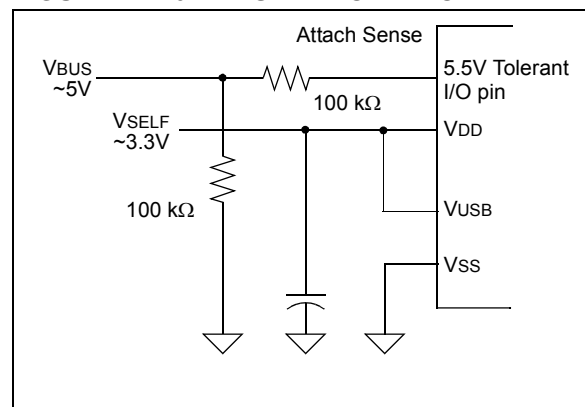 Attach Sense
VBUS
~5V
5.5V Tolerant
I/O pin
100 kΩ
VSELF
~3.3V
VDD
100 kΩ
VUSB
VSS